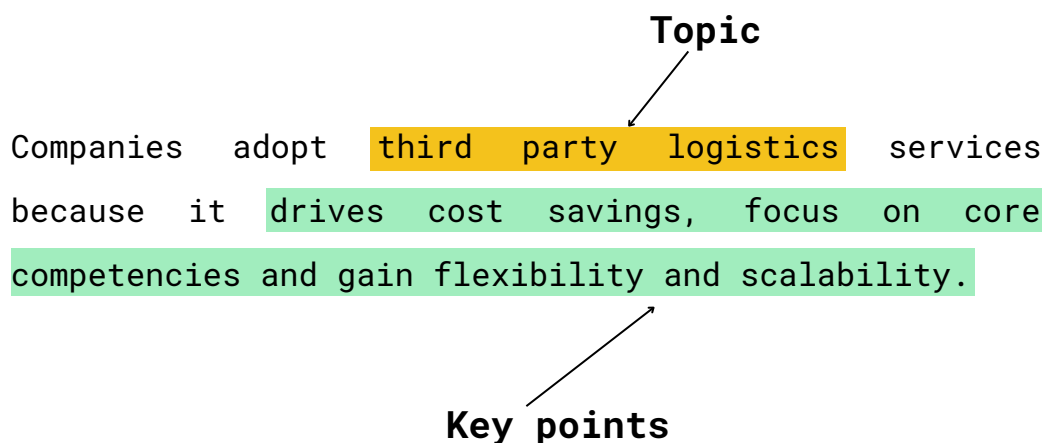 Topic
Companies adopt third party logistics services
because it drives cost savings, focus on core
competencies and gain flexibility and scalability.
Key points